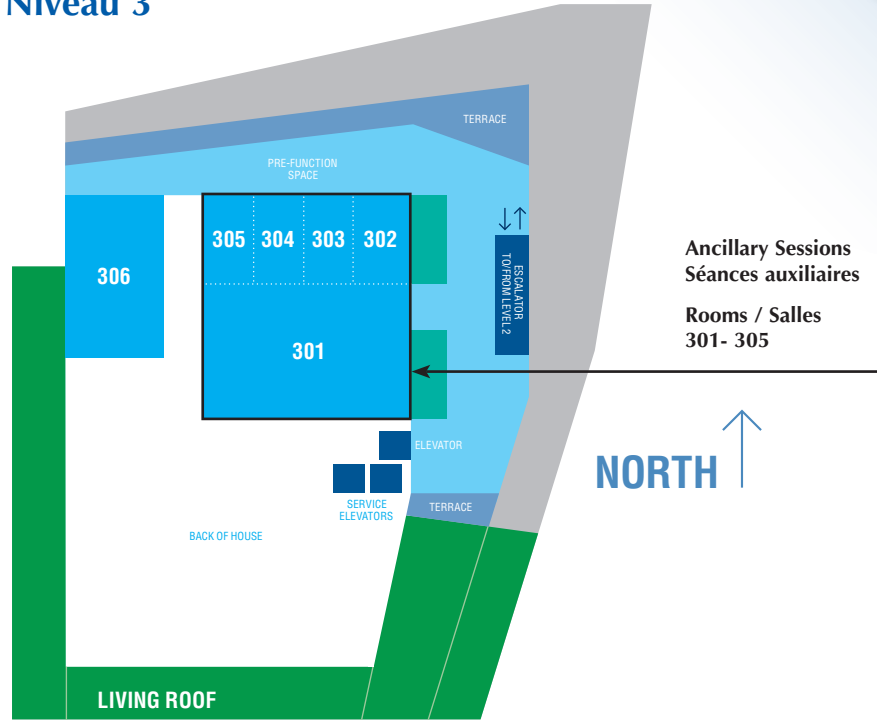 Niveau 3
TERRACE
PRE-FUNCTION
SPACE
305
304
303
302
306
301
ESCALATOR
TO/FROM LEVEL 2
Ancillary Sessions
Séances auxiliaires
Rooms / Salles
301- 305
NORTH
ELEVATOR
SERVICE
ELEVATORS
TERRACE
BACK OF HOUSE
LIVING ROOF